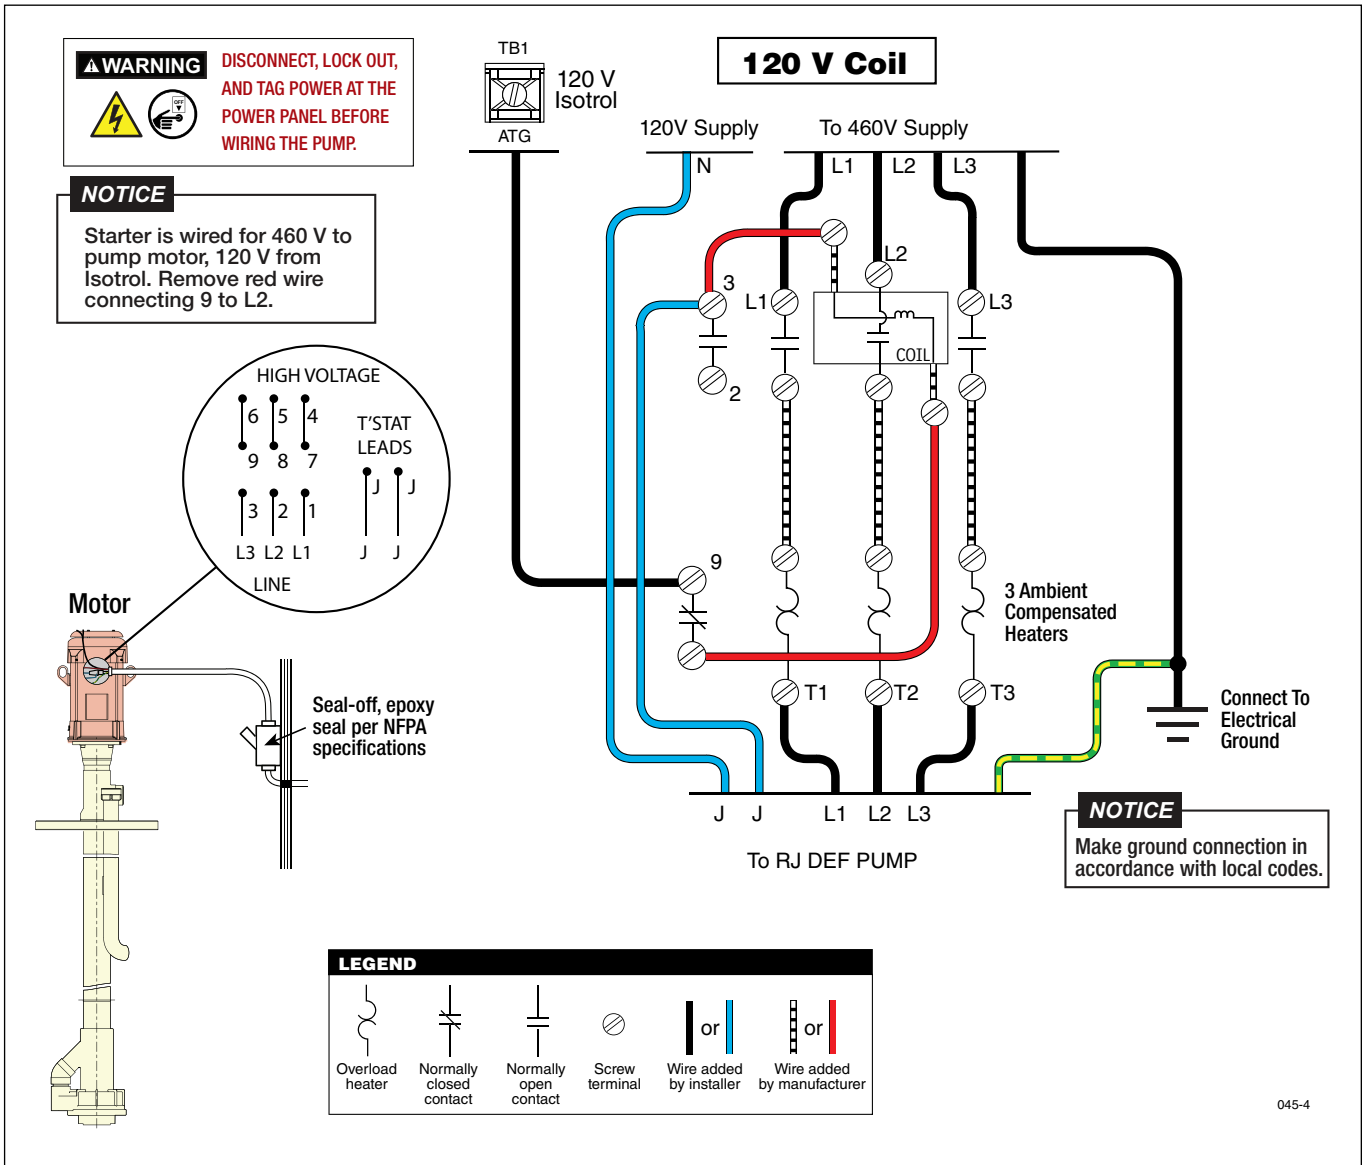 WARNING
DISCONNECT, LOCK OUT,
AND TAG POWER AT THE
POWER PANEL BEFORE
WIRING THE PUMP.
OFF
NOTICE
Starter is wired for 460 V to
pump motor, 120 V from
Isotrol. Remove red wire
connecting 9 to L2.
TB1
120 V
Isotrol
ATG
120 V Coil
120V Supply
To 460V Supply
N
L1
L2
L3
L2
3
L1
L3
COIL
2
9
3 Ambient
Compensated
Heaters
T1
T2
T3
HIGH VOLTAGE
6
5
4
9
8
7
3
2
1
L3 L2 L1
LINE
T'STAT
LEADS
J
J
J
J
Motor
Seal-off, epoxy
seal per NFPA
specifications
Connect To
Electrical
Ground
J J L1 L2 L3
To RJ DEF PUMP
NOTICE
Make ground connection in
accordance with local codes.
LEGEND
Overload
heater
Normally
closed
contact
Normally
open
contact
Screw
terminal
or
Wire added
by installer
or
Wire added
by manufacturer
045-4